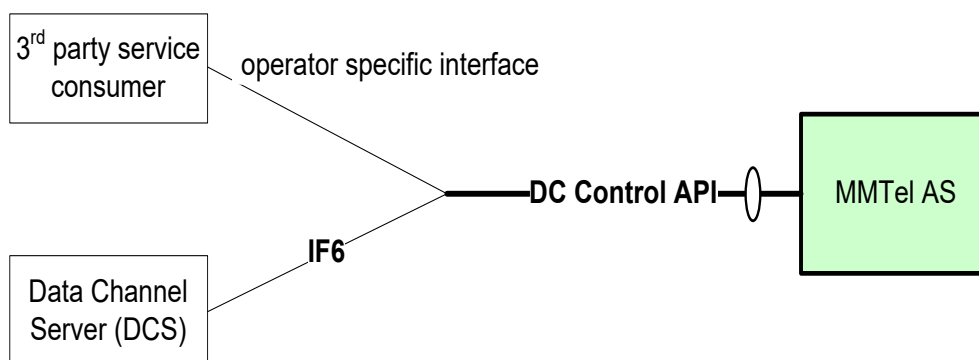 3rd party service
consumer
operator specific interface
DC Control API
MMTel AS
IF6
Data Channel
Server (DCS)